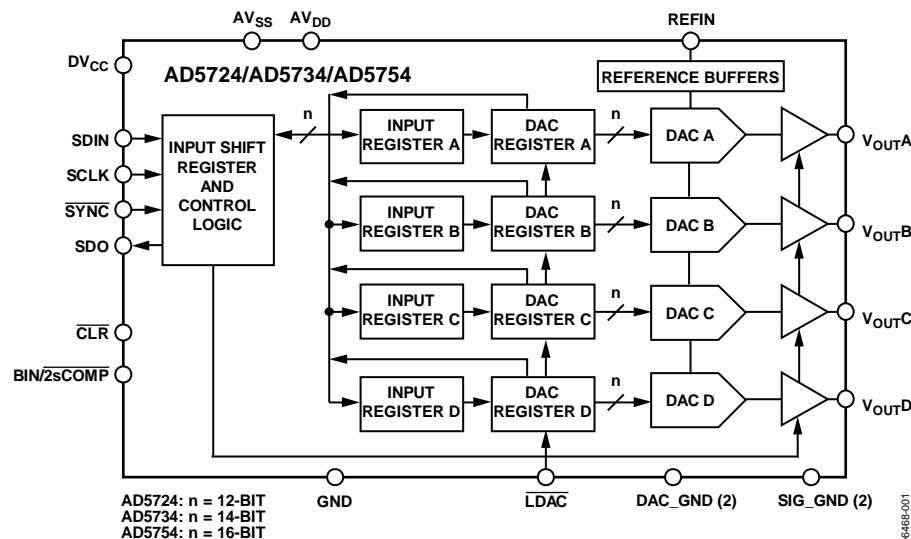 AVSS AVDD REFIN
DVCC
AD5724/AD5734/AD5754
REFERENCE BUFFERS
SDIN
SCLK
SYNC
SDO
CLR
BIN/2sCOMP
INPUT SHIFT
REGISTER
AND
CONTROL
LOGIC
n
INPUT
REGISTER A
DAC
REGISTER A
n
DAC A
VOUTA
INPUT
REGISTER B
DAC
REGISTER B
n
DAC B
VOUTB
INPUT
REGISTER C
DAC
REGISTER C
n
DAC C
VOUTC
INPUT
REGISTER D
DAC
REGISTER D
n
DAC D
VOUTD
GND
LDAC
DAC_GND (2)
SIG_GND (2)
AD5724: n = 12-BIT
AD5734: n = 14-BIT
AD5754: n = 16-BIT